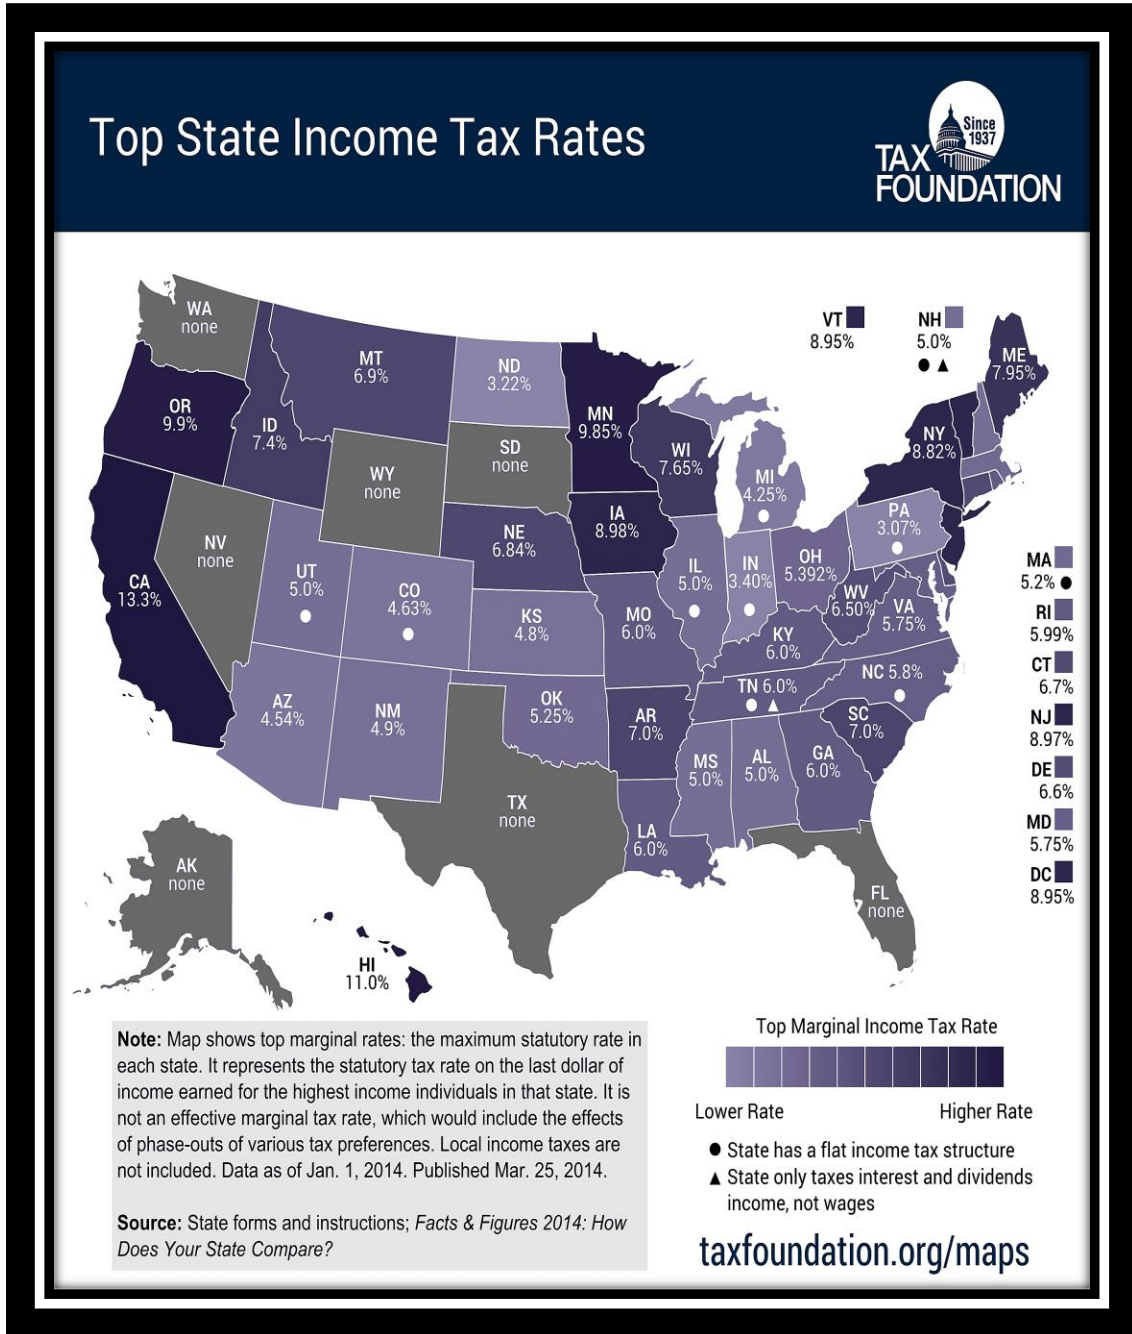 Top State Income Tax Rates
Since
1937
TAX
FOUNDATION
WA
none
MT
6.9%
ND
3.22%
VT
8.95%
NH
5.0%
ME
7.95%
OR
9.9%
ID
7.4%
MN
9.85%
SD
none
WI
7.65%
NY
8.82%
WY
none
MI
4.25%
NV
none
NE
6.84%
IA
8.98%
PA
3.07%
CA
13.3%
UT
5.0%
CO
4.63%
KS
4.8%
MO
6.0%
IL
5.0%
IN
3.40%
OH
5.392%
WV
6.50%
VA
5.75%
KY
6.0%
MA
5.2%
RI
5.99%
CT
6.7%
NJ
8.97%
DE
6.6%
MD
5.75%
DC
8.95%
AZ
4.54%
NM
4.9%
OK
5.25%
AR
7.0%
TN 6.0%
NC 5.8%
SC
7.0%
MS
5.0%
AL
5.0%
GA
6.0%
TX
none
LA
6.0%
AK
none
FL
none
HI
11.0%
Note: Map shows top marginal rates: the maximum statutory rate in
each state. It represents the statutory tax rate on the last dollar of
income earned for the highest income individuals in that state. It is
not an effective marginal tax rate, which would include the effects
of phase-outs of various tax preferences. Local income taxes are
not included. Data as of Jan. 1, 2014. Published Mar. 25, 2014.
Source: State forms and instructions; Facts & Figures 2014: How
Does Your State Compare?
Top Marginal Income Tax Rate
Lower Rate Higher Rate
● State has a flat income tax structure
▲ State only taxes interest and dividends
income, not wages
taxfoundation.org/maps